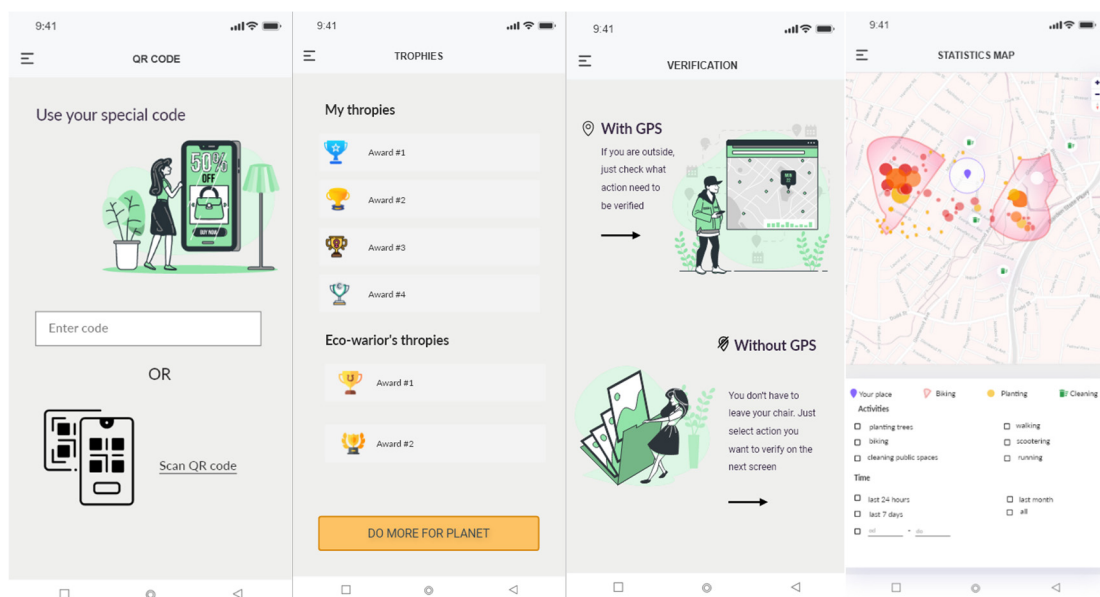 9:41
QR CODE
Use your special code
50%
OFF
BUY NOW
Enter code
OR
Scan QR code
9:41
TROPHIES
My thropies
Award #1
Award #2
Award #3
Award #4
Eco-warior's thropies
Award #1
Award #2
DO MORE FOR PLANET
9:41
VERIFICATION
With GPS
If you are outside,
just check what
action need to
be verified
Without GPS
You don't have to
leave your chair. Just
select action you
want to verify on the
next screen
9:41
STATISTICS MAP
Your place
Biking
Planting
Cleaning
Activities
planting trees
walking
biking
scootering
cleaning public spaces
running
Time
last 24 hours
last month
last 7 days
all
od - do